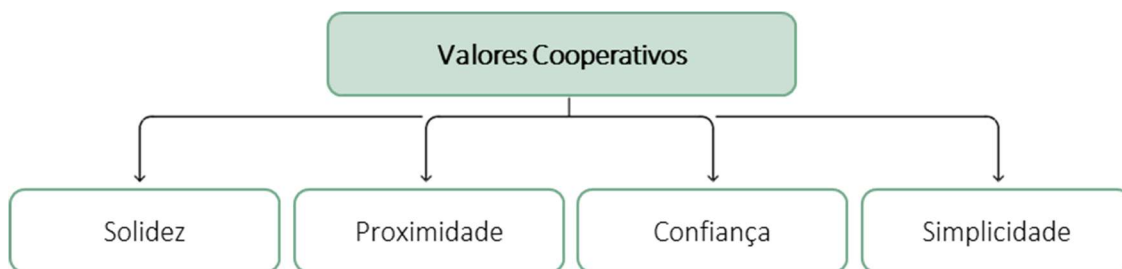 Valores Cooperativos
Solidez
Proximidade
Confiança
Simplicidade